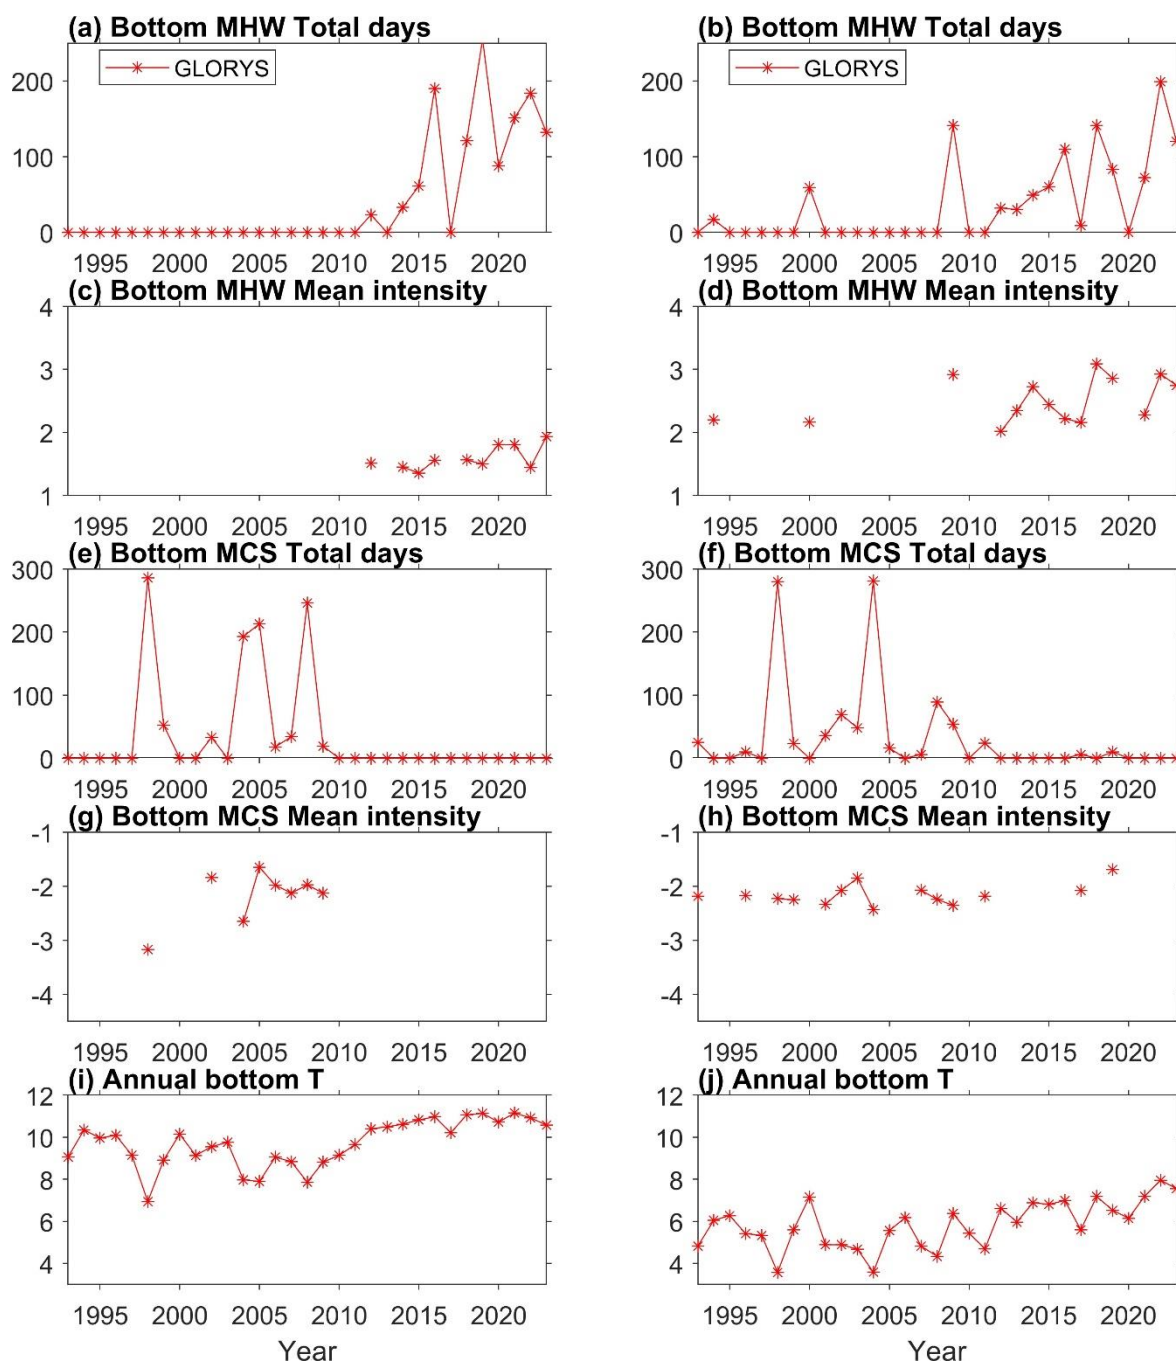 (a) Bottom MHW Total days
(b) Bottom MHW Total days
GLORYS
GLORYS
200
100
0
200
100
0
1995 2000 2005 2010 2015 2020
1995 2000 2005 2010 2015 2020
(c) Bottom MHW Mean intensity
(d) Bottom MHW Mean intensity
4
3
2
1
4
3
2
1
1995 2000 2005 2010 2015 2020
1995 2000 2005 2010 2015 2020
(e) Bottom MCS Total days
(f) Bottom MCS Total days
300
200
100
0
300
200
100
0
1995 2000 2005 2010 2015 2020
1995 2000 2005 2010 2015 2020
(g) Bottom MCS Mean intensity
(h) Bottom MCS Mean intensity
-1
-2
-3
-4
-1
-2
-3
-4
1995 2000 2005 2010 2015 2020
1995 2000 2005 2010 2015 2020
(i) Annual bottom T
(j) Annual bottom T
12
10
8
6
4
12
10
8
6
4
1995 2000 2005 2010 2015 2020
1995 2000 2005 2010 2015 2020
Year
Year